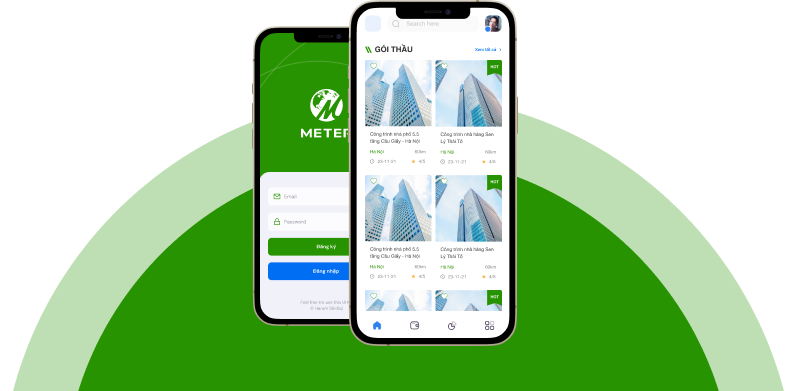 Search here
GÓI THẦU
Xem tất cả
HOT
Công trình nhà phố 5.5
tầng Cầu Giấy - Hà Nội
Hà Nội
60km
23-11-21
4/5
Công trình nhà hàng Sen
Lý Thái Tổ
Hà Nội
60km
23-11-21
4/5
HOT
Công trình nhà phố 5.5
tầng Cầu Giấy - Hà Nội
Hà Nội
60km
23-11-21
4/5
Công trình nhà hàng Sen
Lý Thái Tổ
Hà Nội
60km
23-11-21
4/5
HOT
METE
Email
Password
Đăng ký
Đăng nhập